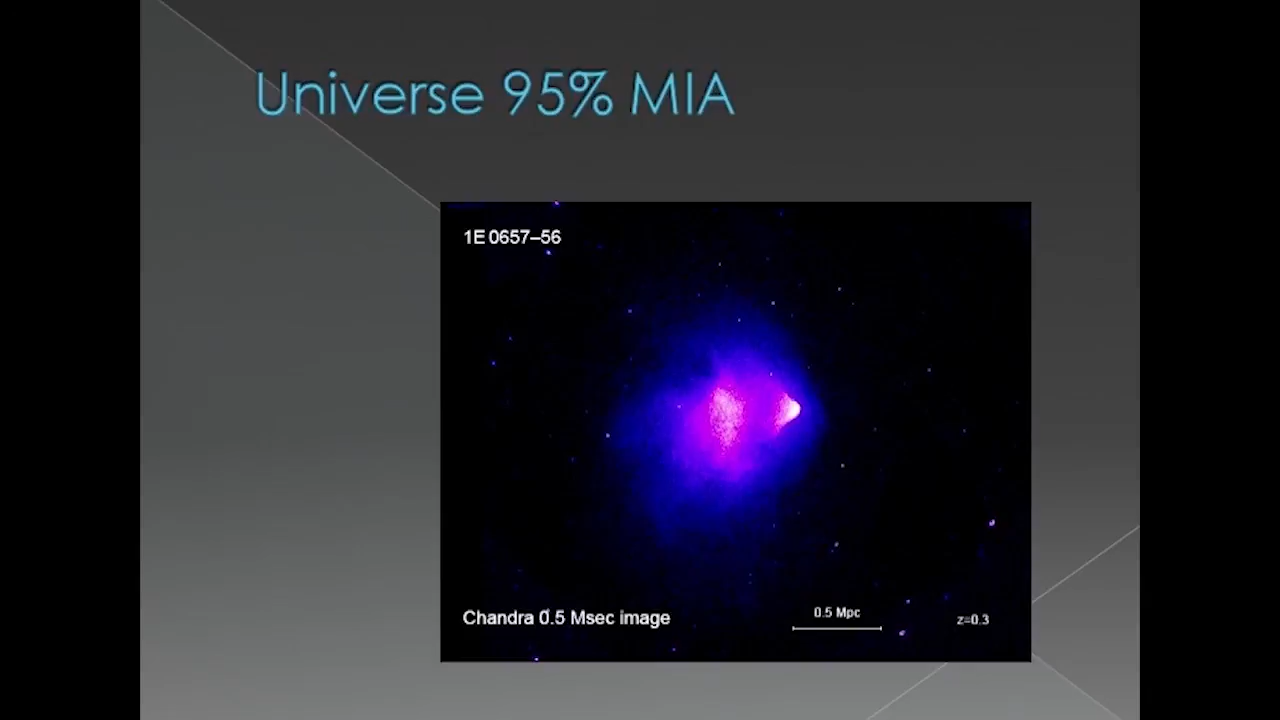 Universe 95% MIA
1E 0657–56
Chandra 0.5 Msec image
0.5 Mpc
z=0.3